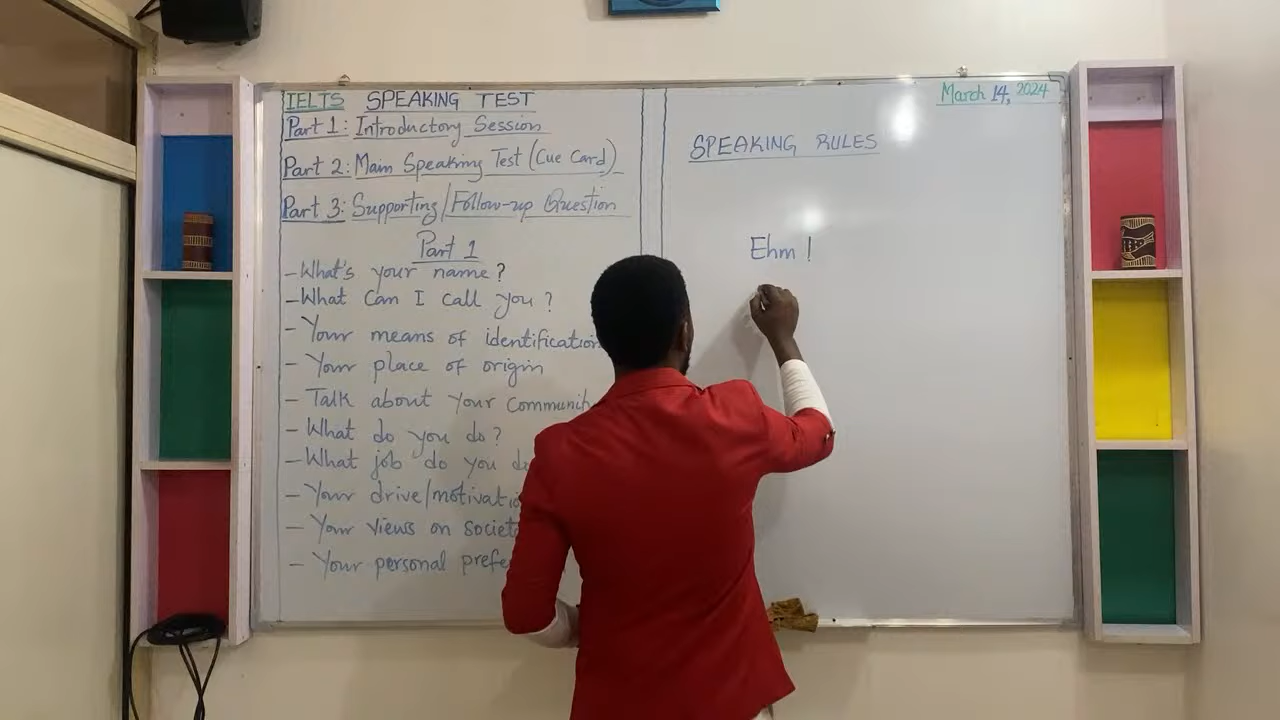 IELTS SPEAKING TEST
Part 1: Introductory Session
Part 2: Main Speaking Test (Cue Card)
Part 3: Supporting/Follow-up Question
Part 1
- What's your name?
- What can I call you?
- Your means of identification
- Your place of origin
- Talk about your community
- What do you do?
- What job do you do
- Your drive/motivation
- Your views on
- Your personal
March 14, 2024
SPEAKING RULES
Ehm !